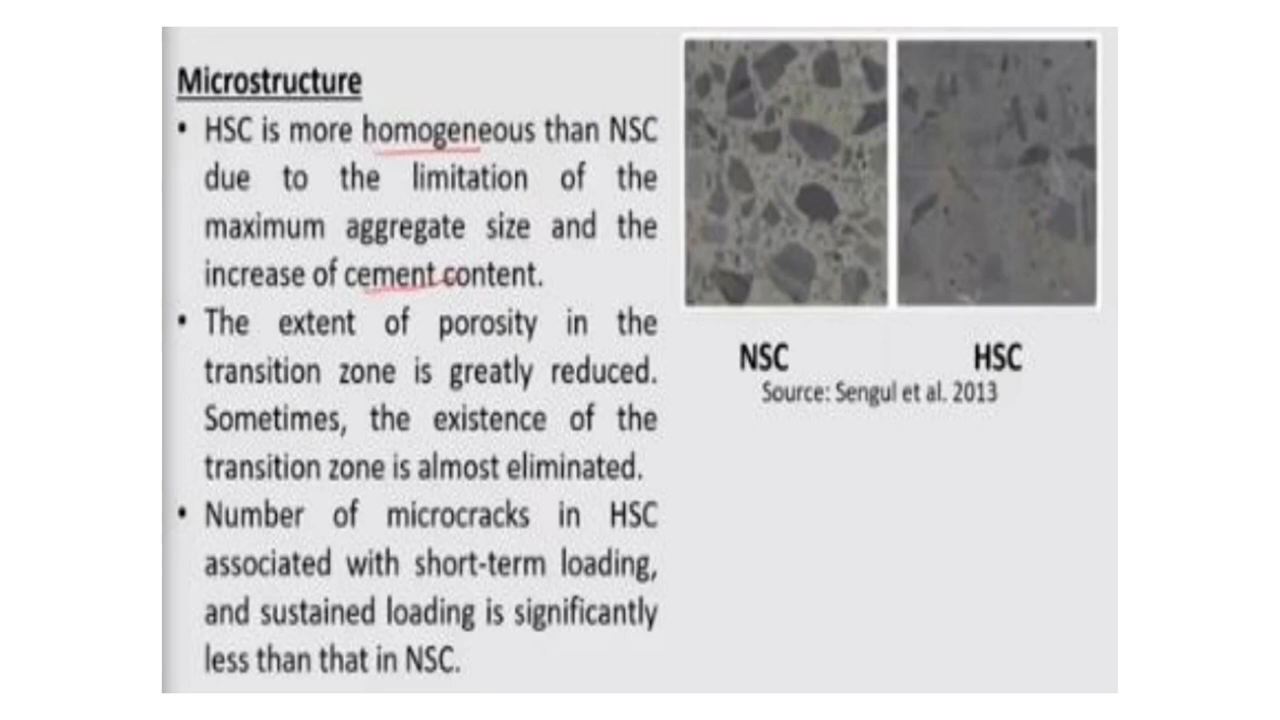 Microstructure
• HSC is more homogeneous than NSC
due to the limitation of the
maximum aggregate size and the
increase of cement content.
• The extent of porosity in the
transition zone is greatly reduced.
Sometimes, the existence of the
transition zone is almost eliminated.
• Number of microcracks in HSC
associated with short-term loading,
and sustained loading is significantly
less than that in NSC.
NSC HSC
Source: Sengul et al. 2013